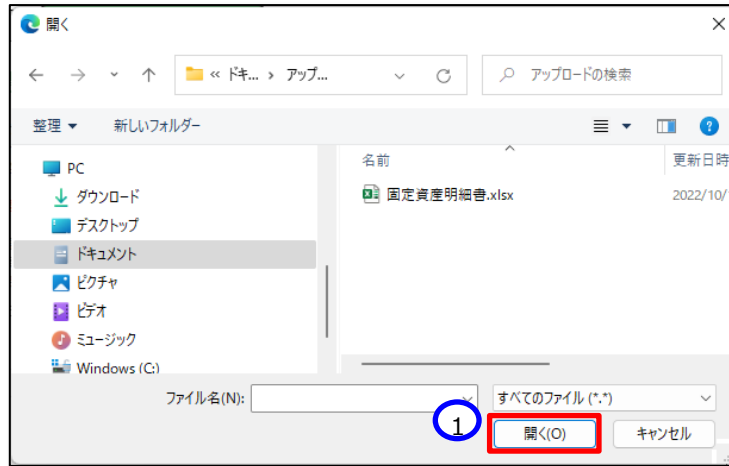 開く
« ドキ... › アップ...
アップロードの検索
整理 新しいフォルダー
名前
更新日時
PC
ダウンロード
デスクトップ
ドキュメント
ピクチャ
ビデオ
ミュージック
Windows (C:)
固定資産明細書.xlsx
2022/10/
ファイル名(N):
すべてのファイル (*.*)
1
開く(O)
キャンセル